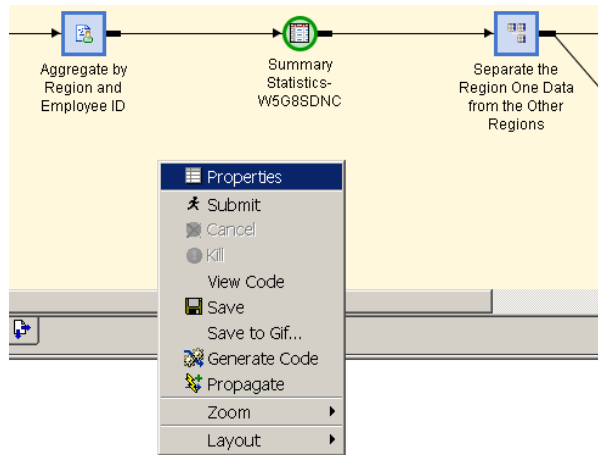 Aggregate by
Region and
Employee ID
Summary
Statistics-
W5G8SDNC
Separate the
Region One Data
from the Other
Regions
Properties
Submit
Cancel
Kill
View Code
Save
Save to Gif...
Generate Code
Propagate
Zoom
Layout